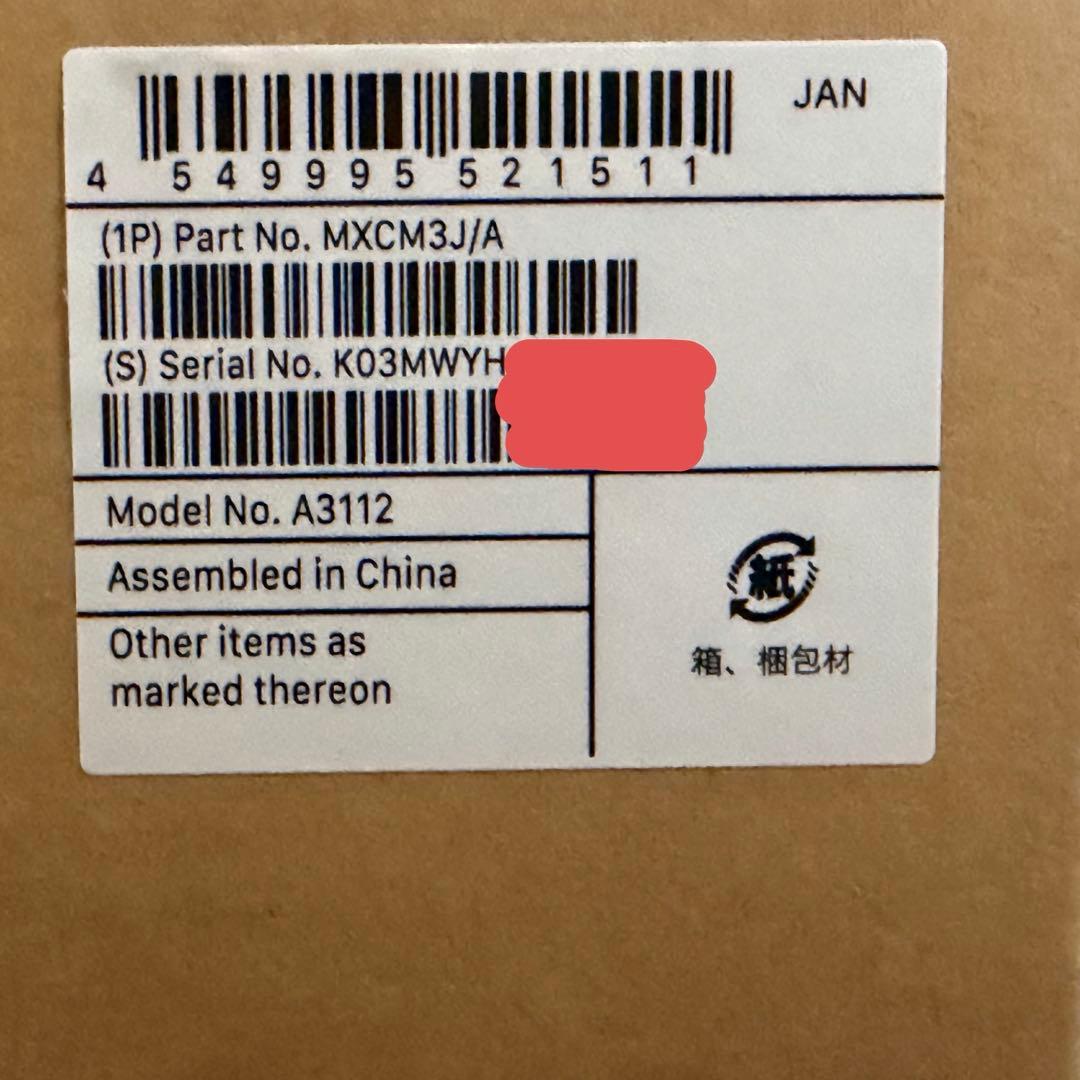 JAN
4 549995 521511
(1P) Part No. MXCM3J/A
(S) Serial No. K03MWYH
Model No. A3112
Assembled in China
Other items as
marked thereon
紙
箱、梱包材